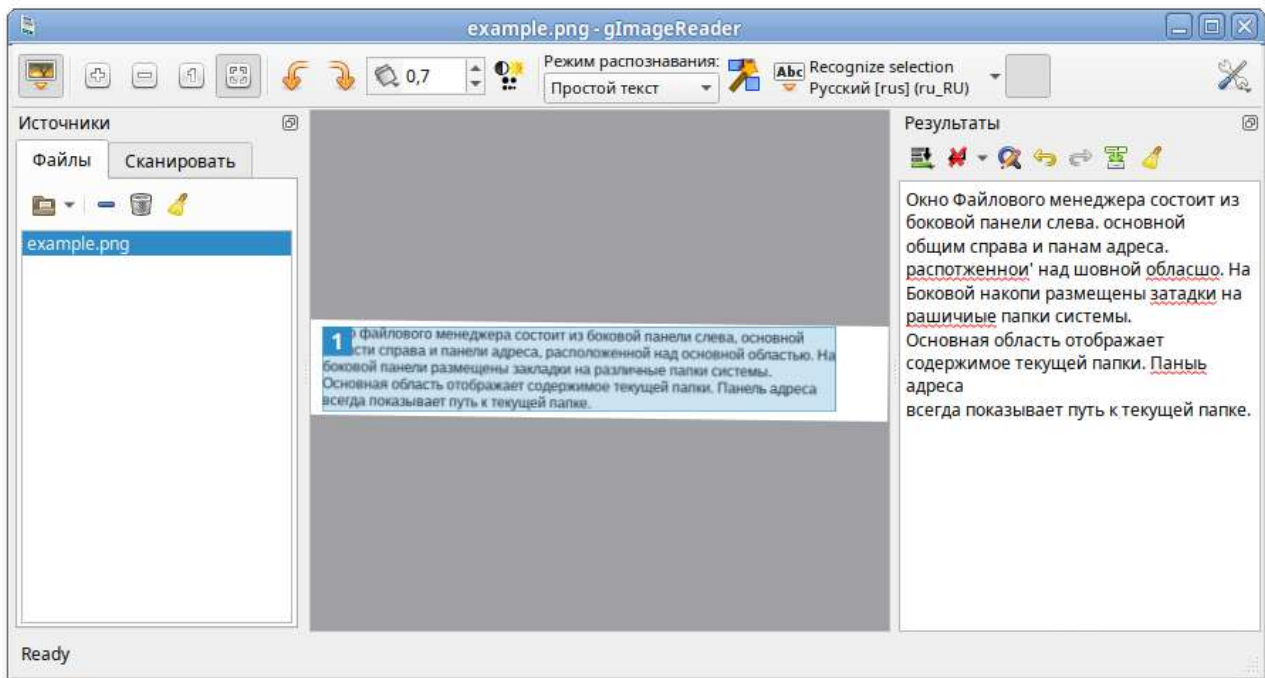 example.png - gImageReader
0,7
Режим распознавания:
Простой текст
Abc
Recognize selection
Русский [rus] (ru_RU)
Источники
Файлы
Сканировать
example.png
1
файлового менеджера состоит из боковой панели слева, основной
сти справа и панели адреса, расположенной над основной областью. На
боковой панели размещены закладки на различные папки системы.
Основная область отображает содержимое текущей папки. Панель адреса
всегда показывает путь к текущей папке.
Результаты
Окно Файлового менеджера состоит из
боковой панели слева. основной
общим справа и панам адреса.
распотженнои' над шовной обласшо. На
Боковой накопи размещены затадки на
рашичиые папки системы.
Основная область отображает
содержимое текущей папки. Паныь
адреса
всегда показывает путь к текущей папке.
Ready